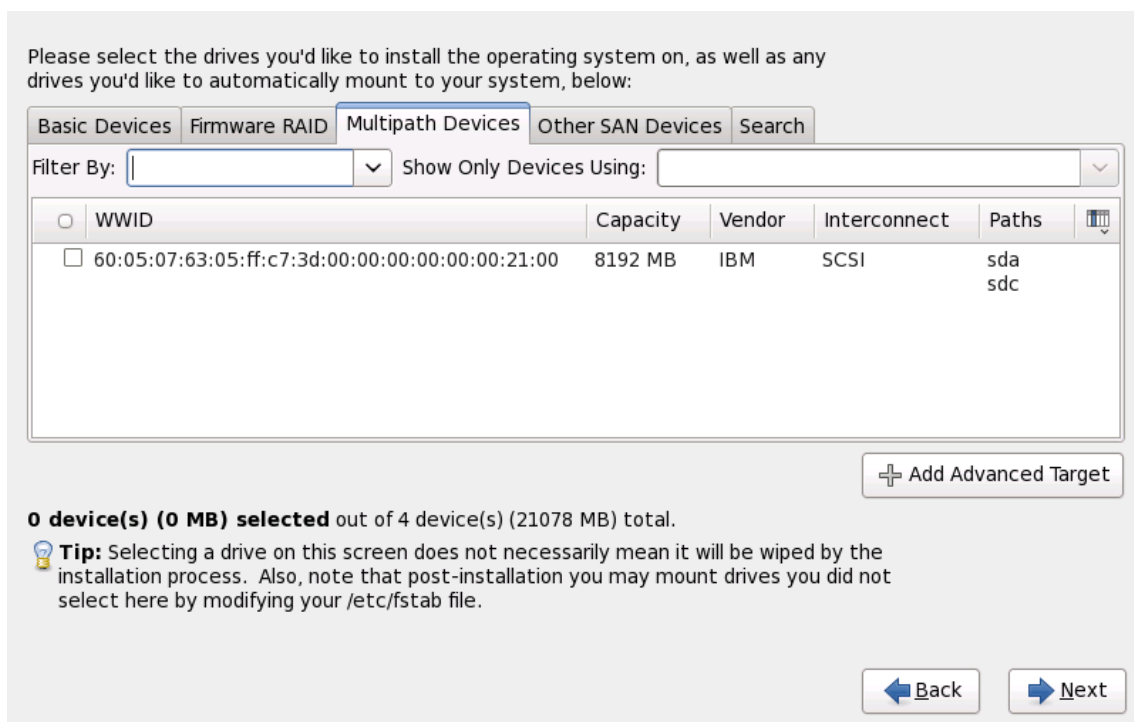 Please select the drives you'd like to install the operating system on, as well as any
drives you'd like to automatically mount to your system, below:
Basic Devices Firmware RAID Multipath Devices Other SAN Devices Search
Filter By: Show Only Devices Using:
WWID Capacity Vendor Interconnect Paths
60:05:07:63:05:ff:c7:3d:00:00:00:00:00:00:21:00 8192 MB IBM SCSI sda
sdc
Add Advanced Target
0 device(s) (0 MB) selected out of 4 device(s) (21078 MB) total.
Tip: Selecting a drive on this screen does not necessarily mean it will be wiped by the
installation process. Also, note that post-installation you may mount drives you did not
select here by modifying your /etc/fstab file.
Back Next